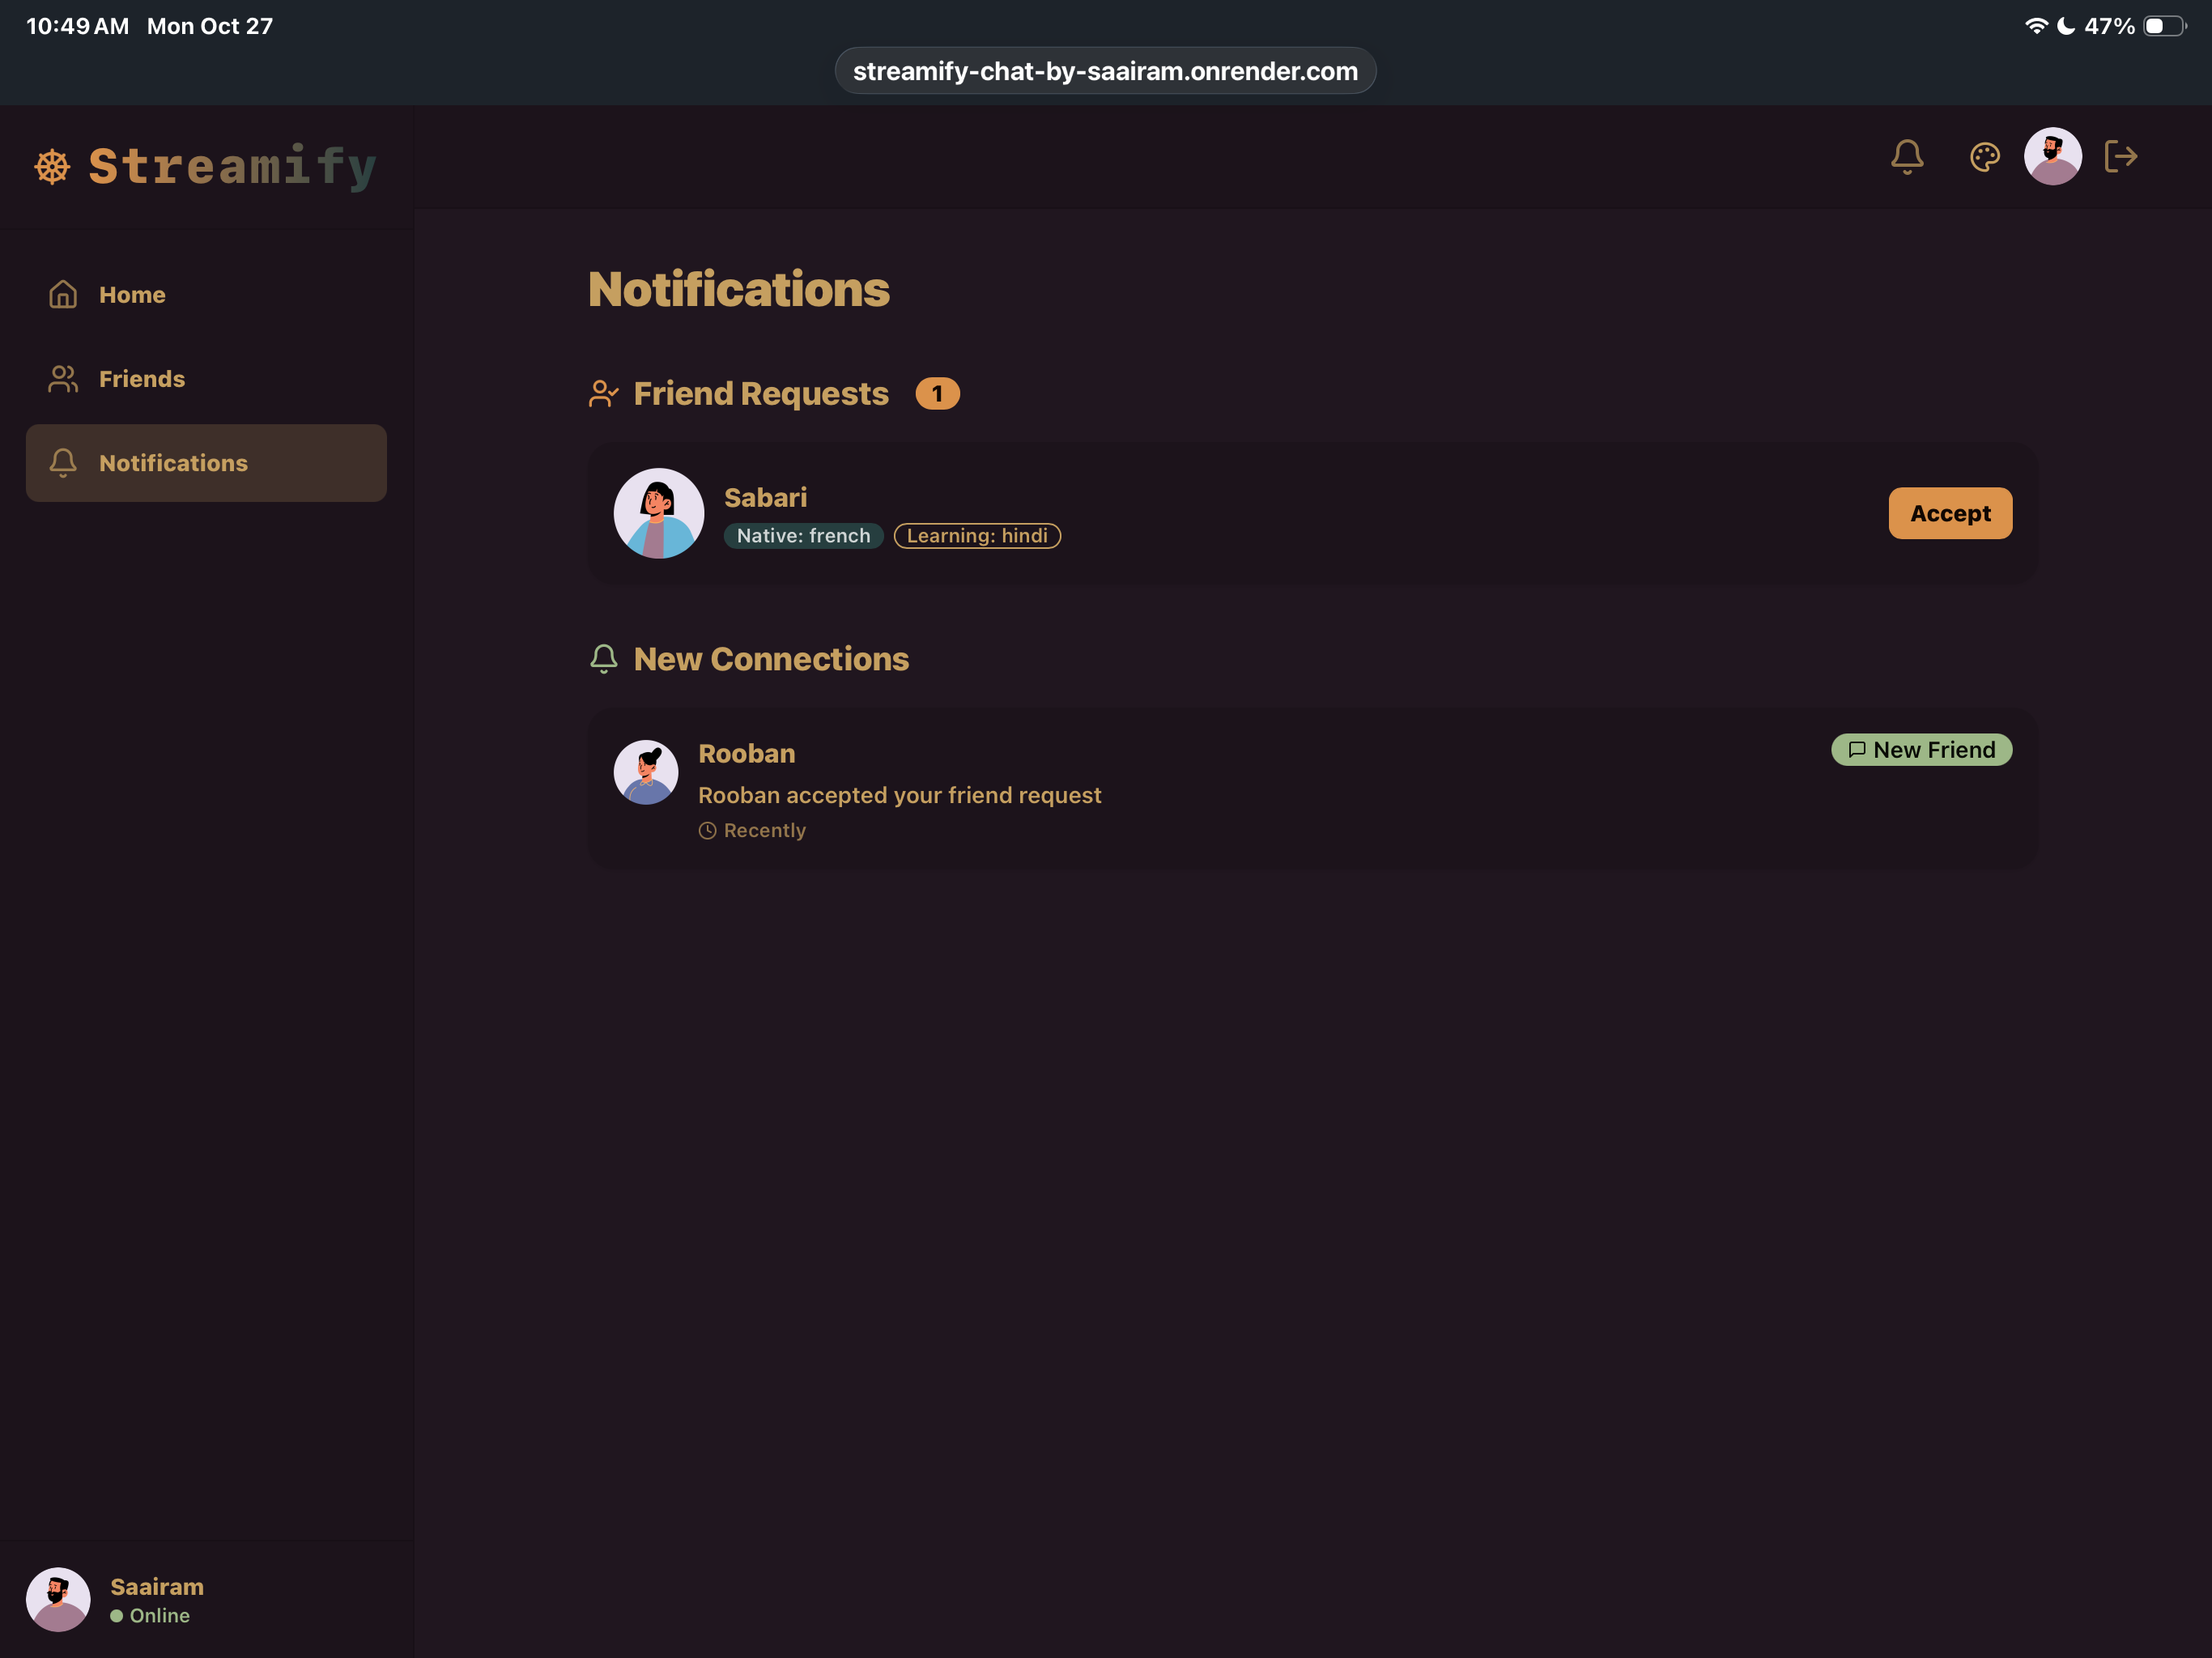 10:49 AM Mon Oct 27
47%
streamify-chat-by-saairam.onrender.com
Streamify
Home
Friends
Notifications
Notifications
Friend Requests 1
Sabari
Native: french Learning: hindi
Accept
New Connections
Rooban
New Friend
Rooban accepted your friend request
Recently
Saairam
Online